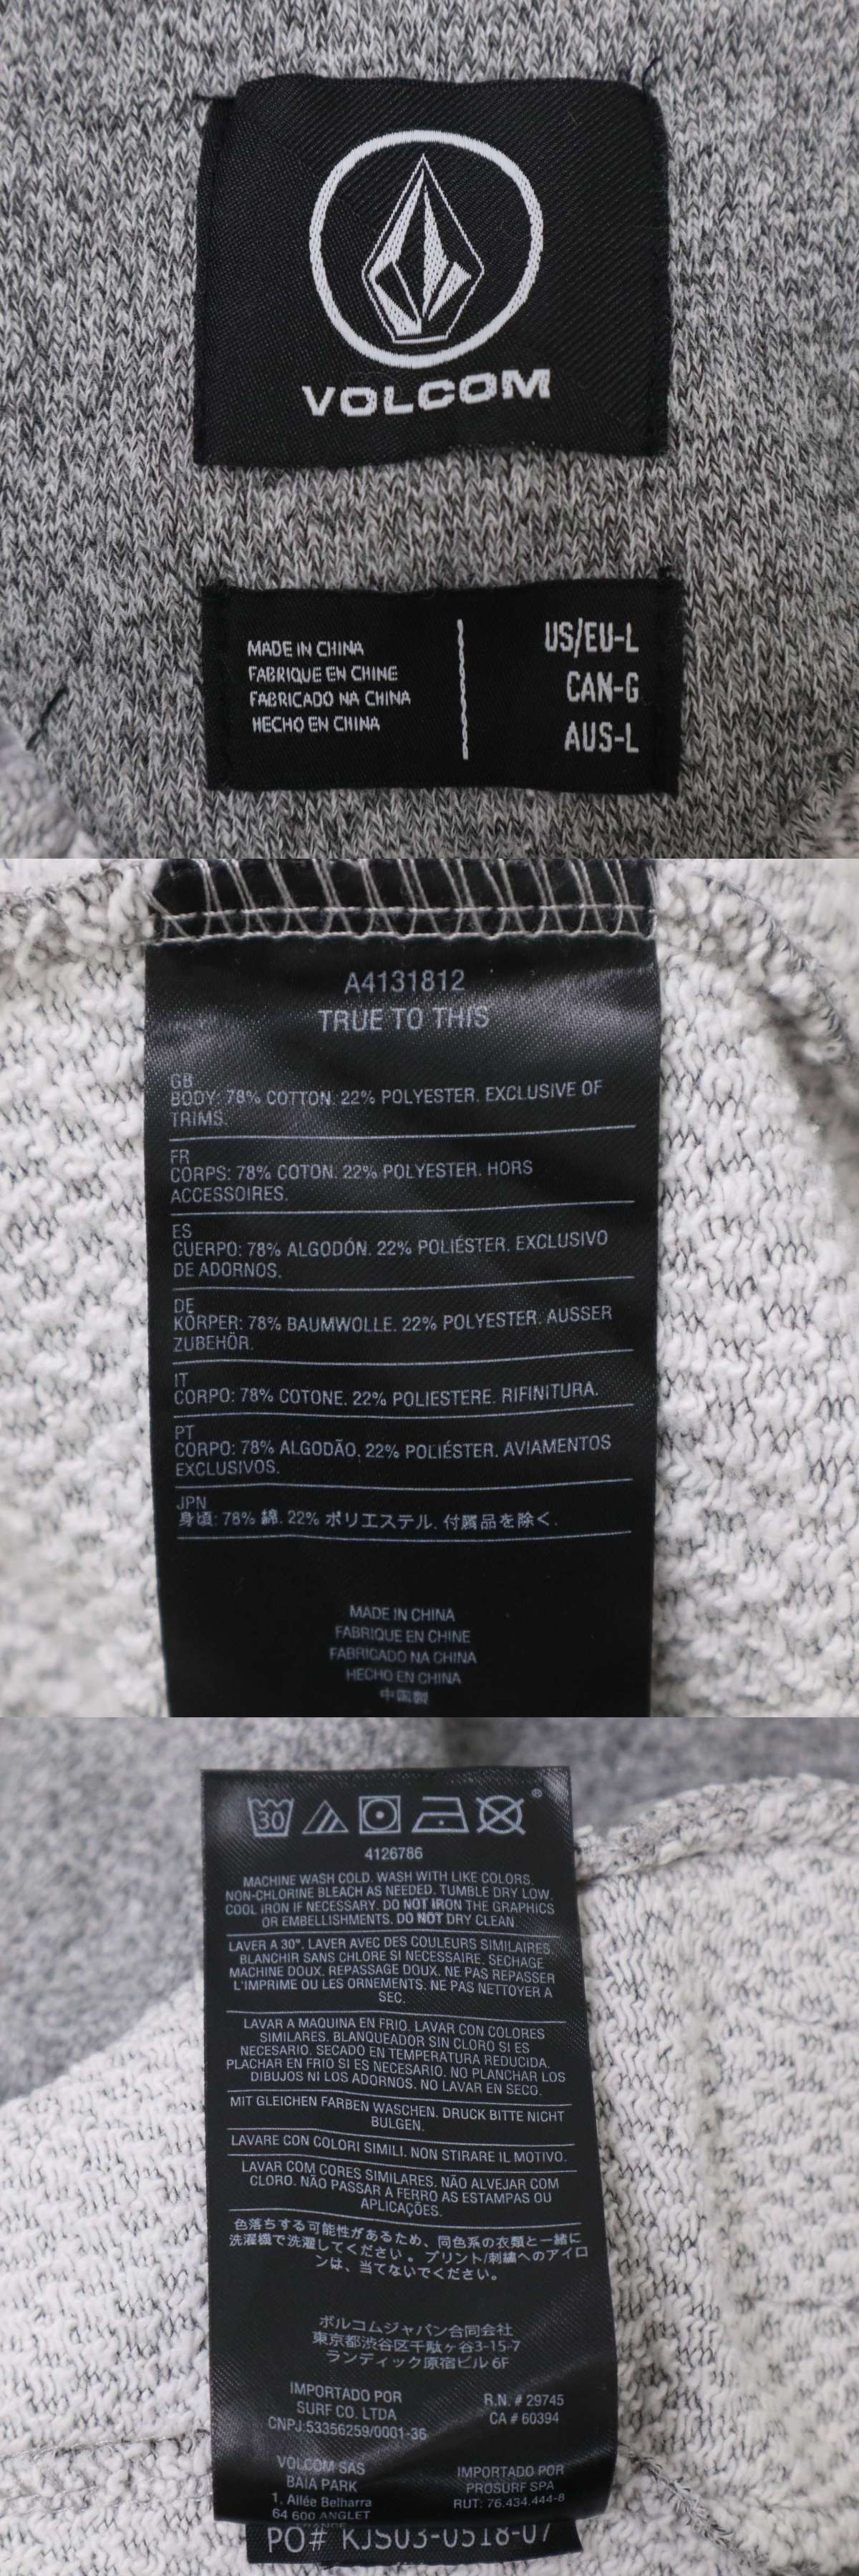 VOLCOM
MADE IN CHINA
FABRIQUE EN CHINE
FABRICADO NA CHINA
HECHO EN CHINA
US/EU-L
CAN-G
AUS-L
A4131812
TRUE TO THIS
GB
BODY: 78% COTTON. 22% POLYESTER. EXCLUSIVE OF
TRIMS.
FR
CORPS: 78% COTON. 22% POLYESTER. HORS
ACCESSOIRES.
ES
CUERPO: 78% ALGODÓN. 22% POLIÉSTER. EXCLUSIVO
DE ADORNOS.
DE
KÖRPER: 78% BAUMWOLLE. 22% POLYESTER. AUSSER
ZUBEHÖR.
IT
CORPO: 78% COTONE. 22% POLIESTERE. RIFINITURA.
PT
CORPO: 78% ALGODÃO. 22% POLIÉSTER. AVIAMENTOS
EXCLUSIVOS.
JPN
身頃: 78% 綿. 22% ポリエステル. 付属品を除く.
MADE IN CHINA
FABRIQUE EN CHINE
FABRICADO NA CHINA
HECHO EN CHINA
中国製
30 ®
4126786
MACHINE WASH COLD. WASH WITH LIKE COLORS.
NON-CHLORINE BLEACH AS NEEDED. TUMBLE DRY LOW.
COOL IRON IF NECESSARY. DO NOT IRON THE GRAPHICS
OR EMBELLISHMENTS. DO NOT DRY CLEAN
LAVER A 30°. LAVER AVEC DES COULEURS SIMILAIRES.
BLANCHIR SANS CHLORE SI NECESSAIRE. SECHAGE
MACHINE DOUX. REPASSAGE DOUX. NE PAS REPASSER
L'IMPRIME OU LES ORNEMENTS. NE PAS NETTOYER A
SEC.
LAVAR A MAQUINA EN FRIO. LAVAR CON COLORES
SIMILARES. BLANQUEADOR SIN CLORO SI ES
NECESARIO. SECADO EN TEMPERATURA REDUCIDA.
PLACHAR EN FRIO SI ES NECESARIO. NO PLANCHAR LOS
DIBUJOS NI LOS ADORNOS. NO LAVAR EN SECO.
MIT GLEICHEN FARBEN WASCHEN. DRUCK BITTE NICHT
BULGEN.
LAVARE CON COLORI SIMILI. NON STIRARE IL MOTIVO.
LAVAR COM CORES SIMILARES. NÃO ALVEJAR COM
CLORO. NÃO PASSAR A FERRO AS ESTAMPAS OU
APLICAÇÕES.
色落ちする可能性があるため、同色系の衣類と一緒に
洗濯機で洗濯してください 。 プリント/刺繍へのアイロ
ンは、当てないでください。
ボルコムジャパン合同会社
東京都渋谷区千駄ヶ谷3-15-7
ランディック原宿ビル 6F
IMPORTADO POR
SURF CO. LTDA
CNPJ:53356259/0001-36
R.N. # 29745
CA # 60394
VOLCOM SAS
BAIA PARK
1, Allée Belharra
64 600 ANGLET
FRANCE
IMPORTADO POR
PROSURF SPA
RUT: 76.434.444-8
PO# KJS03-0518-07